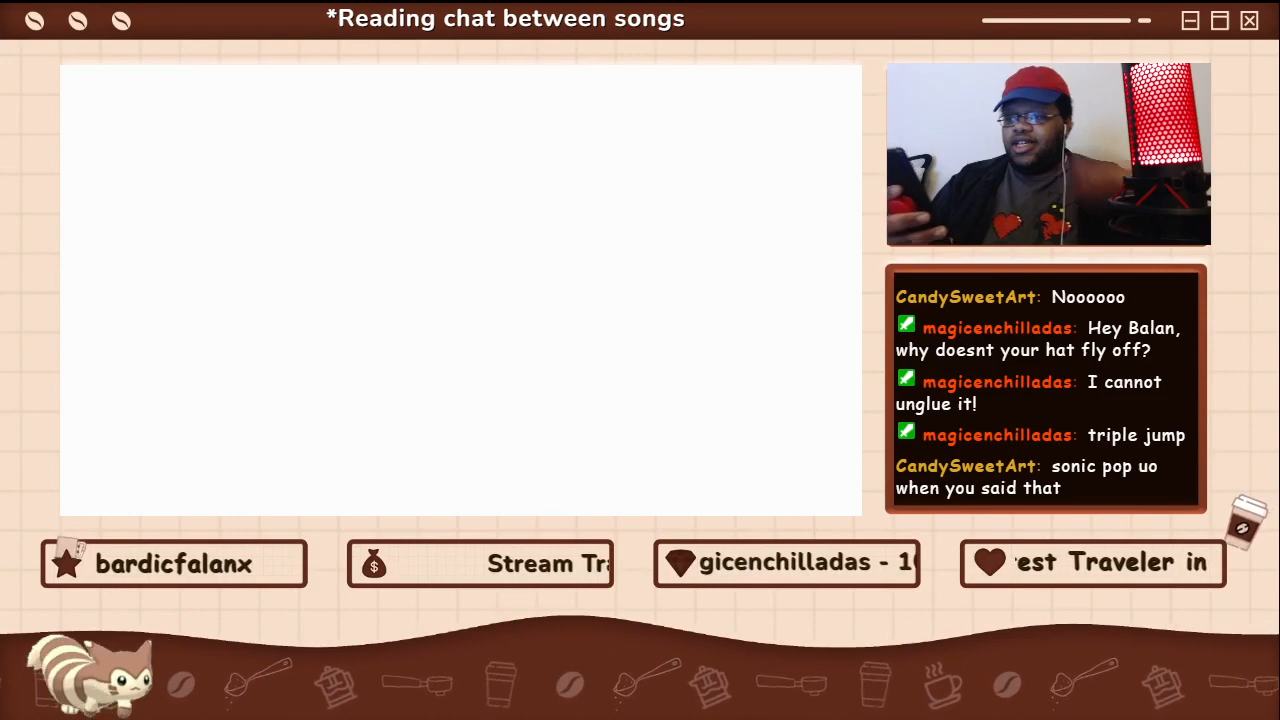 *Reading chat between songs
CandySweetArt: Noooooo
magicenchilladas: Hey Balan,
why doesnt your hat fly off?
magicenchilladas: I cannot
unglue it!
magicenchilladas: triple jump
CandySweetArt: sonic pop uo
when you said that
bardicfalanx
Stream Tra
gicenchilladas - 1
est Traveler in